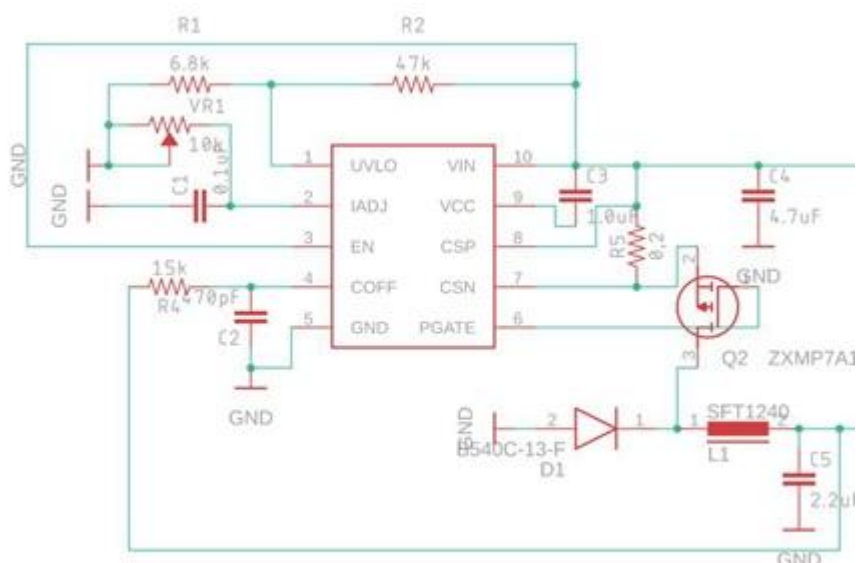 R1 R2
6.8k 47k
VR1
10k
GND
GND
C1
0.1uF
1 UVLO VIN 10
2 IADJ VCC 9
3 EN CSP 8
4 COFF CSN 7
5 GND PGATE 6
C3
1.0uF
C4
4.7uF
GND
R5
0,2
15k
R4
470pF
C2
GND
2
3
Q2 ZXMP7A1
GND
2 1
B540C-13-F
D1
SFT1240
1 2
L1
C5
2.2uF
GND